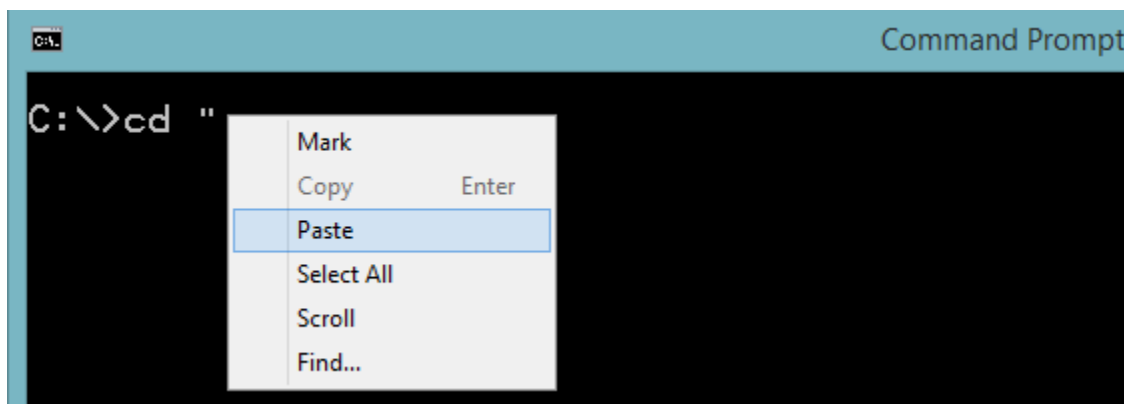 C:\.
Command Prompt
C:\>cd "
Mark
Copy Enter
Paste
Select All
Scroll
Find...